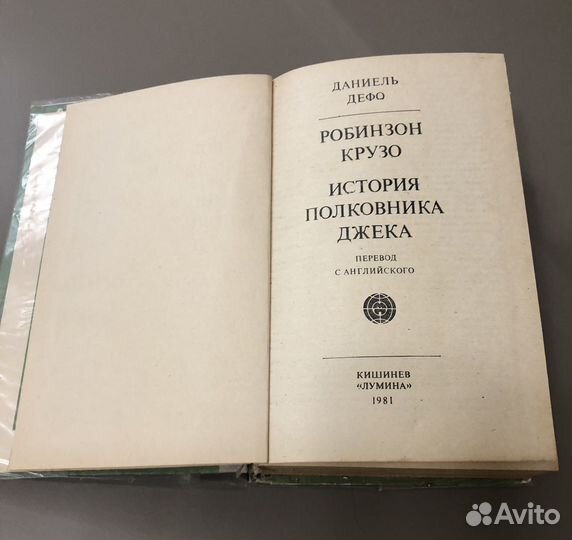 ДАНИЕЛЬ
ДЕФО
РОБИНЗОН
КРУЗО
ИСТОРИЯ
ПОЛКОВНИКА
ДЖЕКА
ПЕРЕВОД
С АНГЛИЙСКОГО
КИШИНЕВ
«ЛУМИНА»
1981
Avito